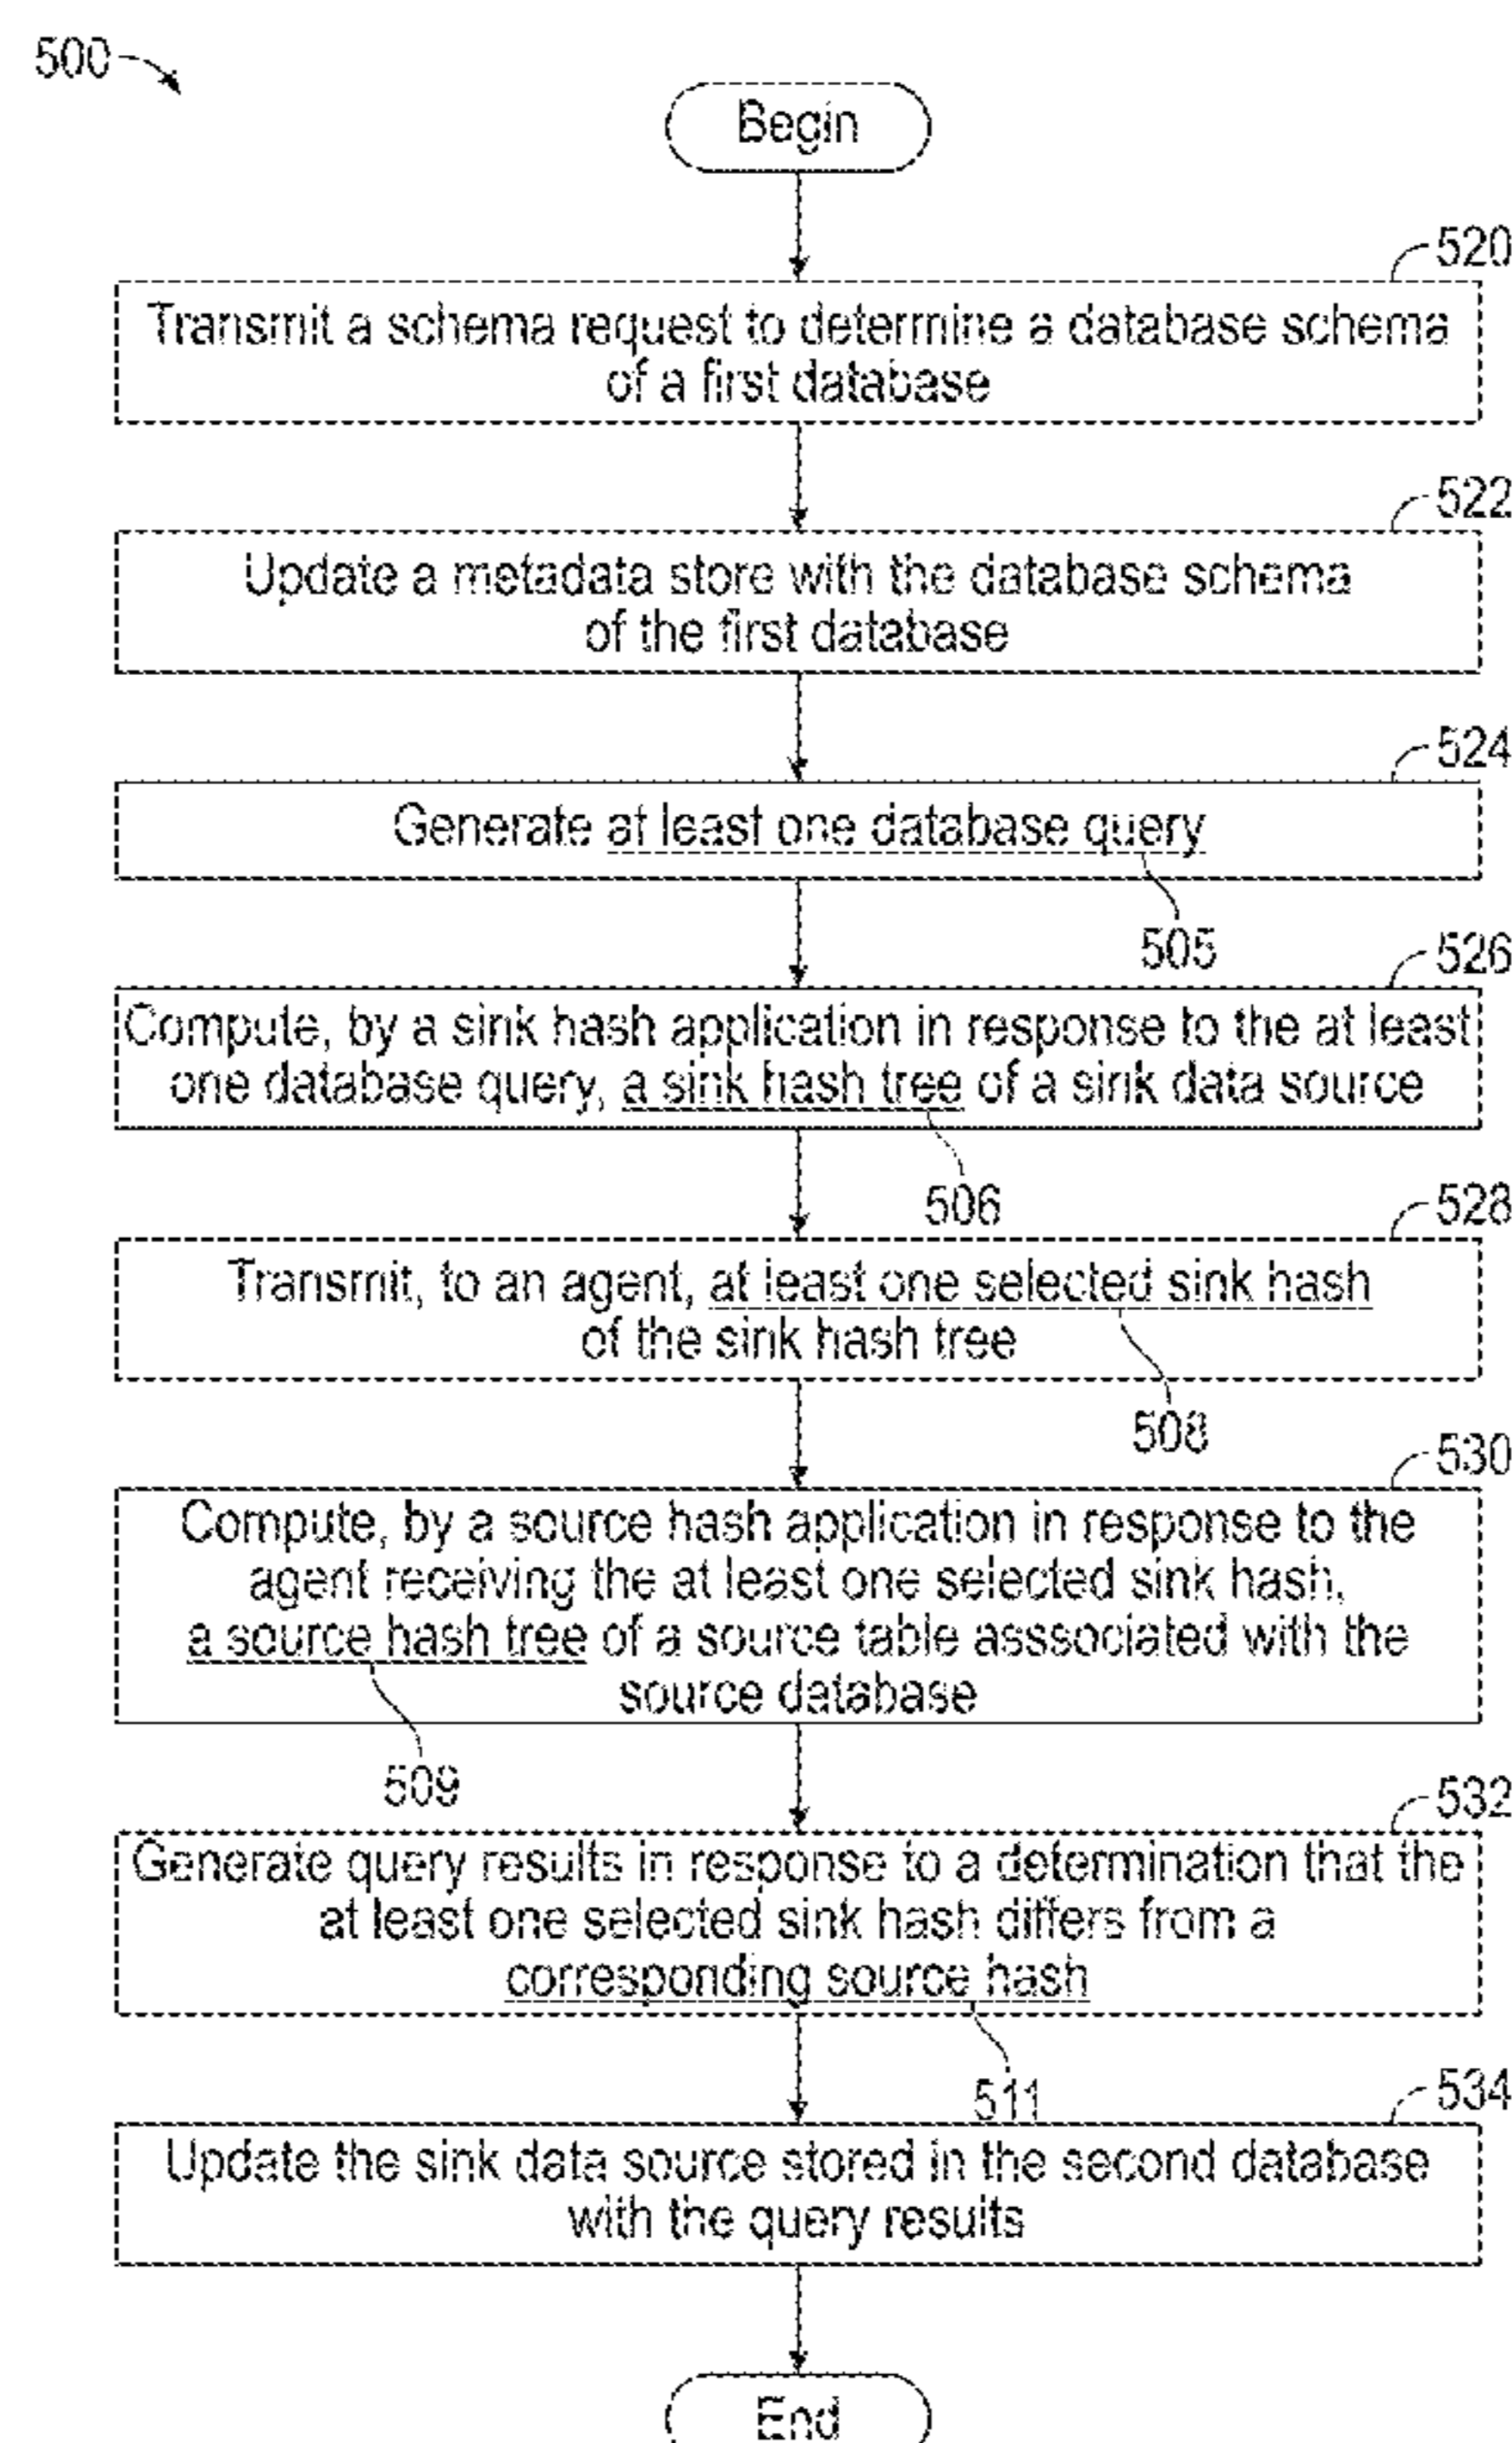 500
Begin
520
Transmit a schema request to determine a database schema
of a first database
522
Update a metadata store with the database schema
of the first database
524
Generate at least one database query
505
526
Compute, by a sink hash application in response to the at least
one database query, a sink hash tree of a sink data source
506
528
Transmit, to an agent, at least one selected sink hash
of the sink hash tree
508
530
Compute, by a source hash application in response to the
agent receiving the at least one selected sink hash,
a source hash tree of a source table asssociated with the
source database
509
532
Generate query results in response to a determination that the
at least one selected sink hash differs from a
corresponding source hash
511
534
Update the sink data source stored in the second database
with the query results
End